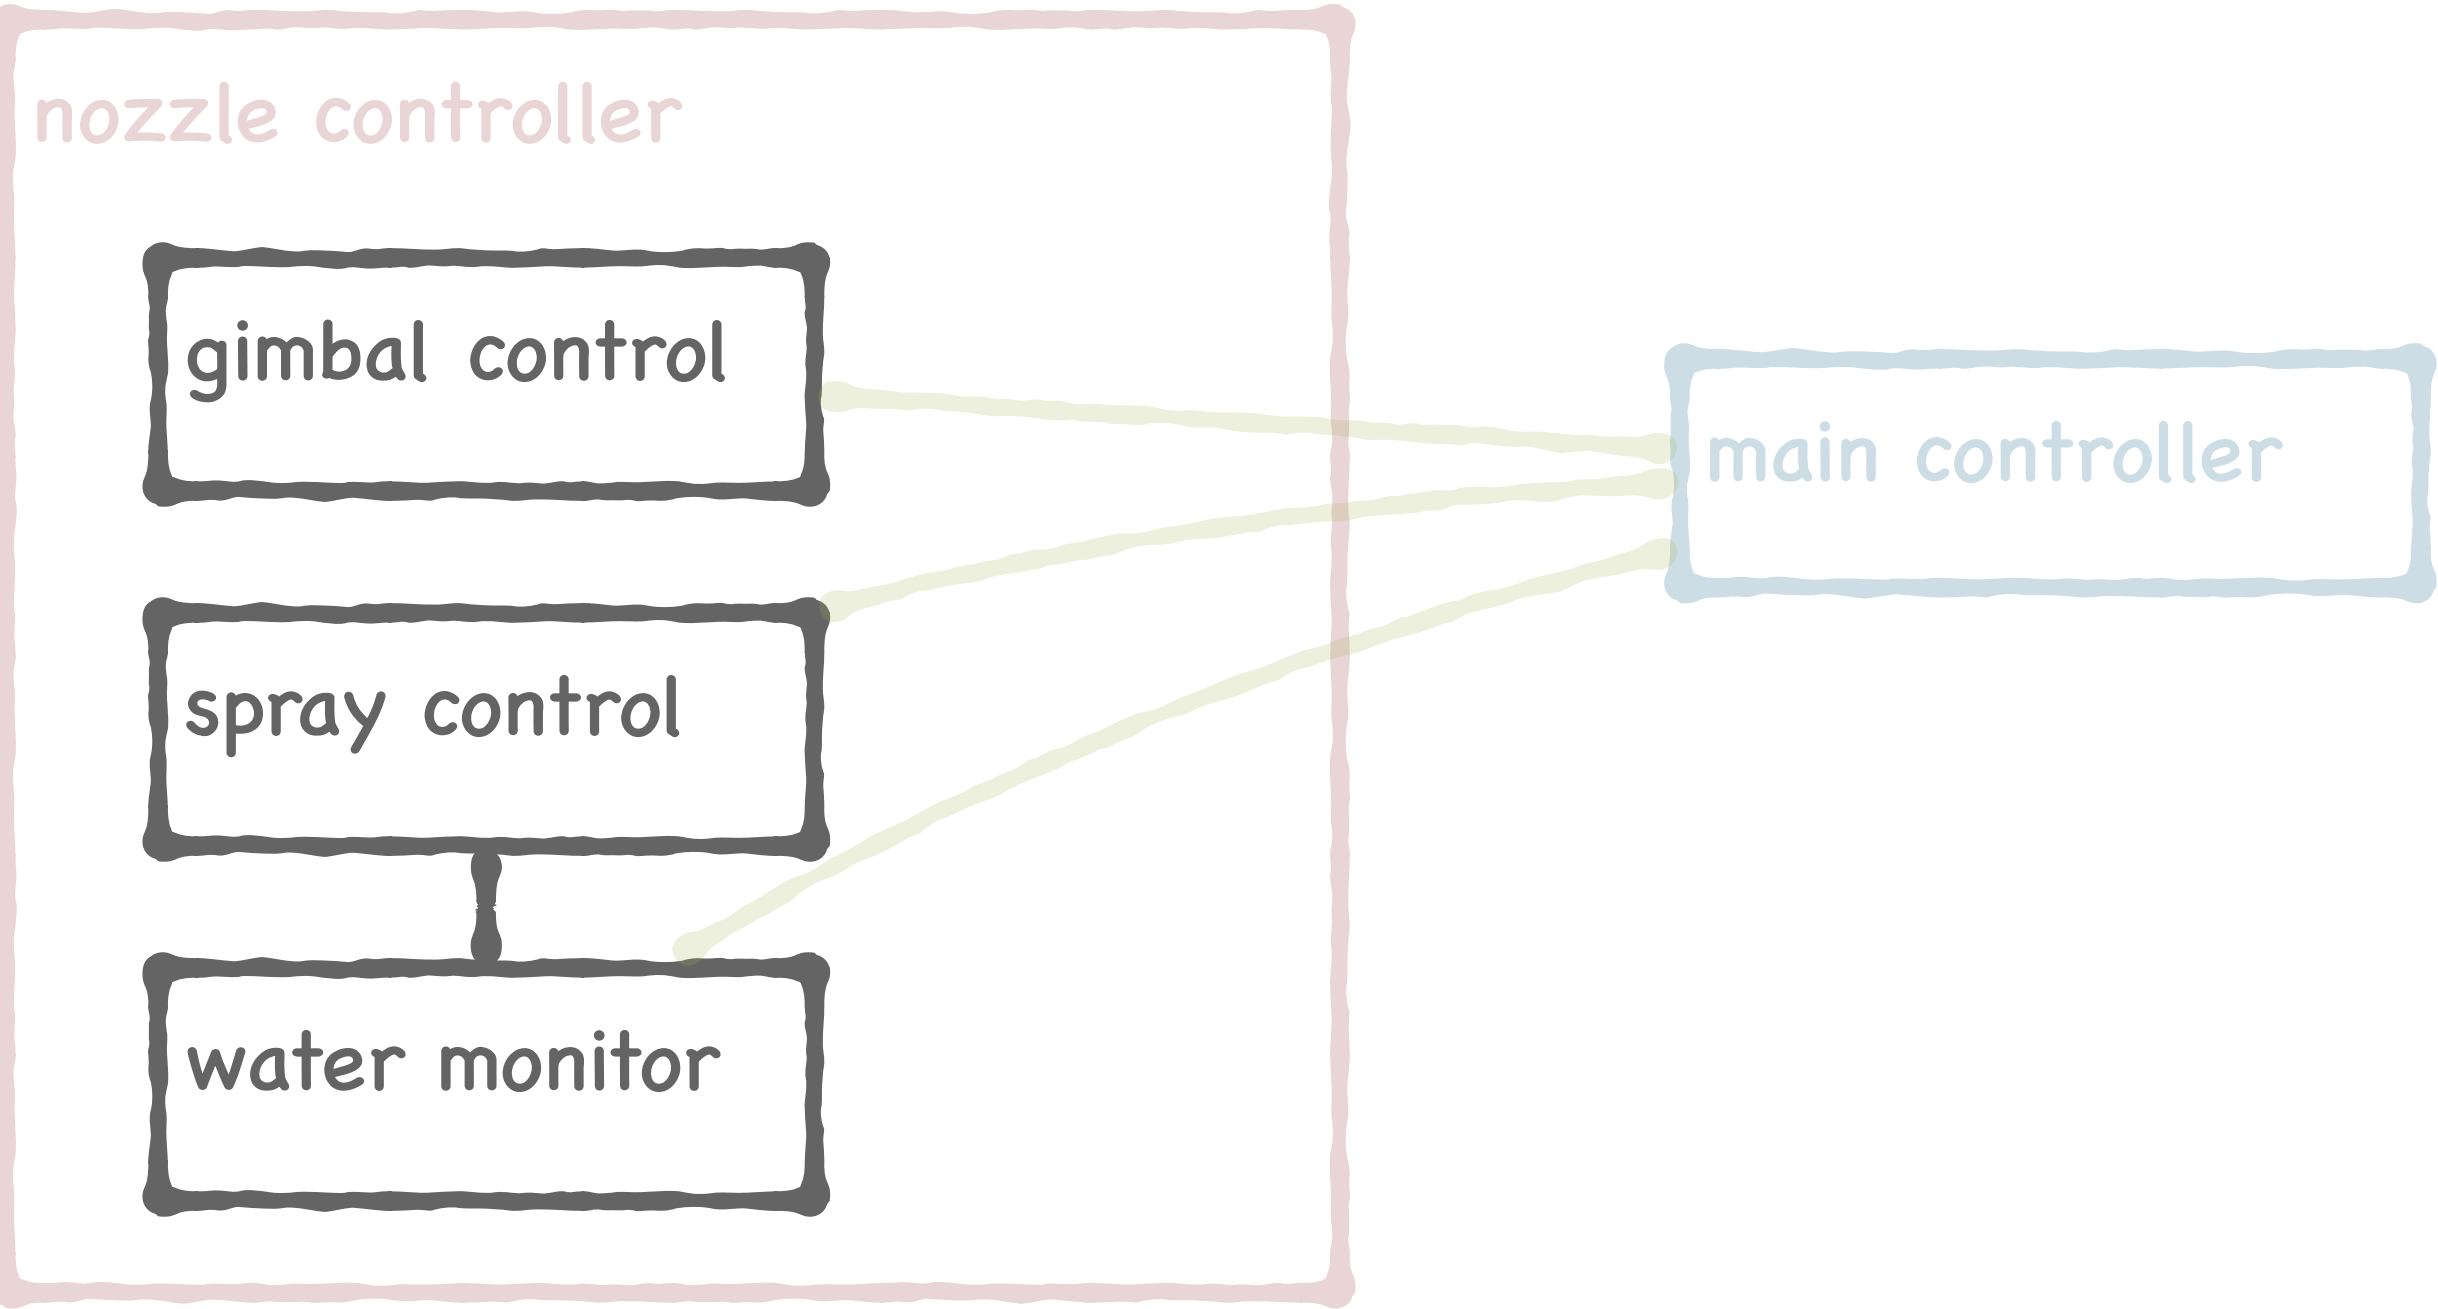 nozzle controller
gimbal control
main controller
spray control
water monitor